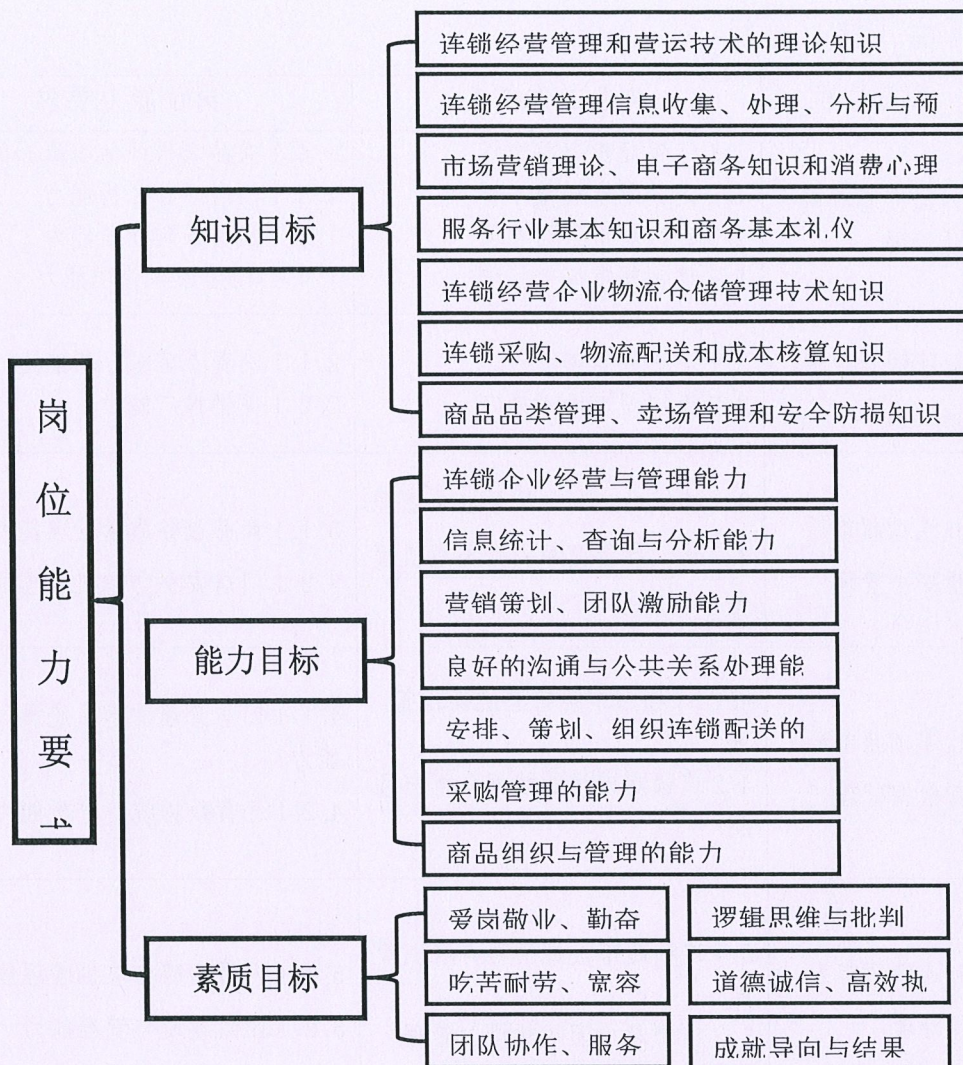 岗位能力要
知识目标
连锁经营管理和营运技术的理论知识
连锁经营管理信息收集、处理、分析与预
市场营销理论、电子商务知识和消费心理
服务行业基本知识和商务基本礼仪
连锁经营企业物流仓储管理技术知识
连锁采购、物流配送和成本核算知识
商品品类管理、卖场管理和安全防损知识
能力目标
连锁企业经营与管理能力
信息统计、查询与分析能力
营销策划、团队激励能力
良好的沟通与公共关系处理能
安排、策划、组织连锁配送的
采购管理的能力
商品组织与管理的能力
素质目标
爱岗敬业、勤奋
逻辑思维与批判
吃苦耐劳、宽容
道德诚信、高效执
团队协作、服务
成就导向与结果